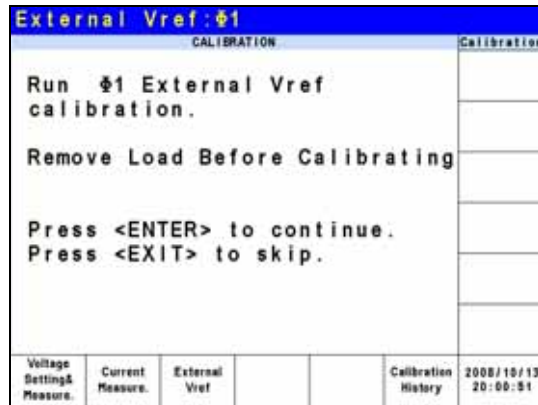 External Vref:Φ1
CALIBRATION
Calibration
Run Φ1 External Vref
calibration.
Remove Load Before Calibrating
Press <ENTER> to continue.
Press <EXIT> to skip.
Voltage
Setting&
Measure.
Current
Measure.
External
Vref
Calibration
History
2008/10/13
20:00:51